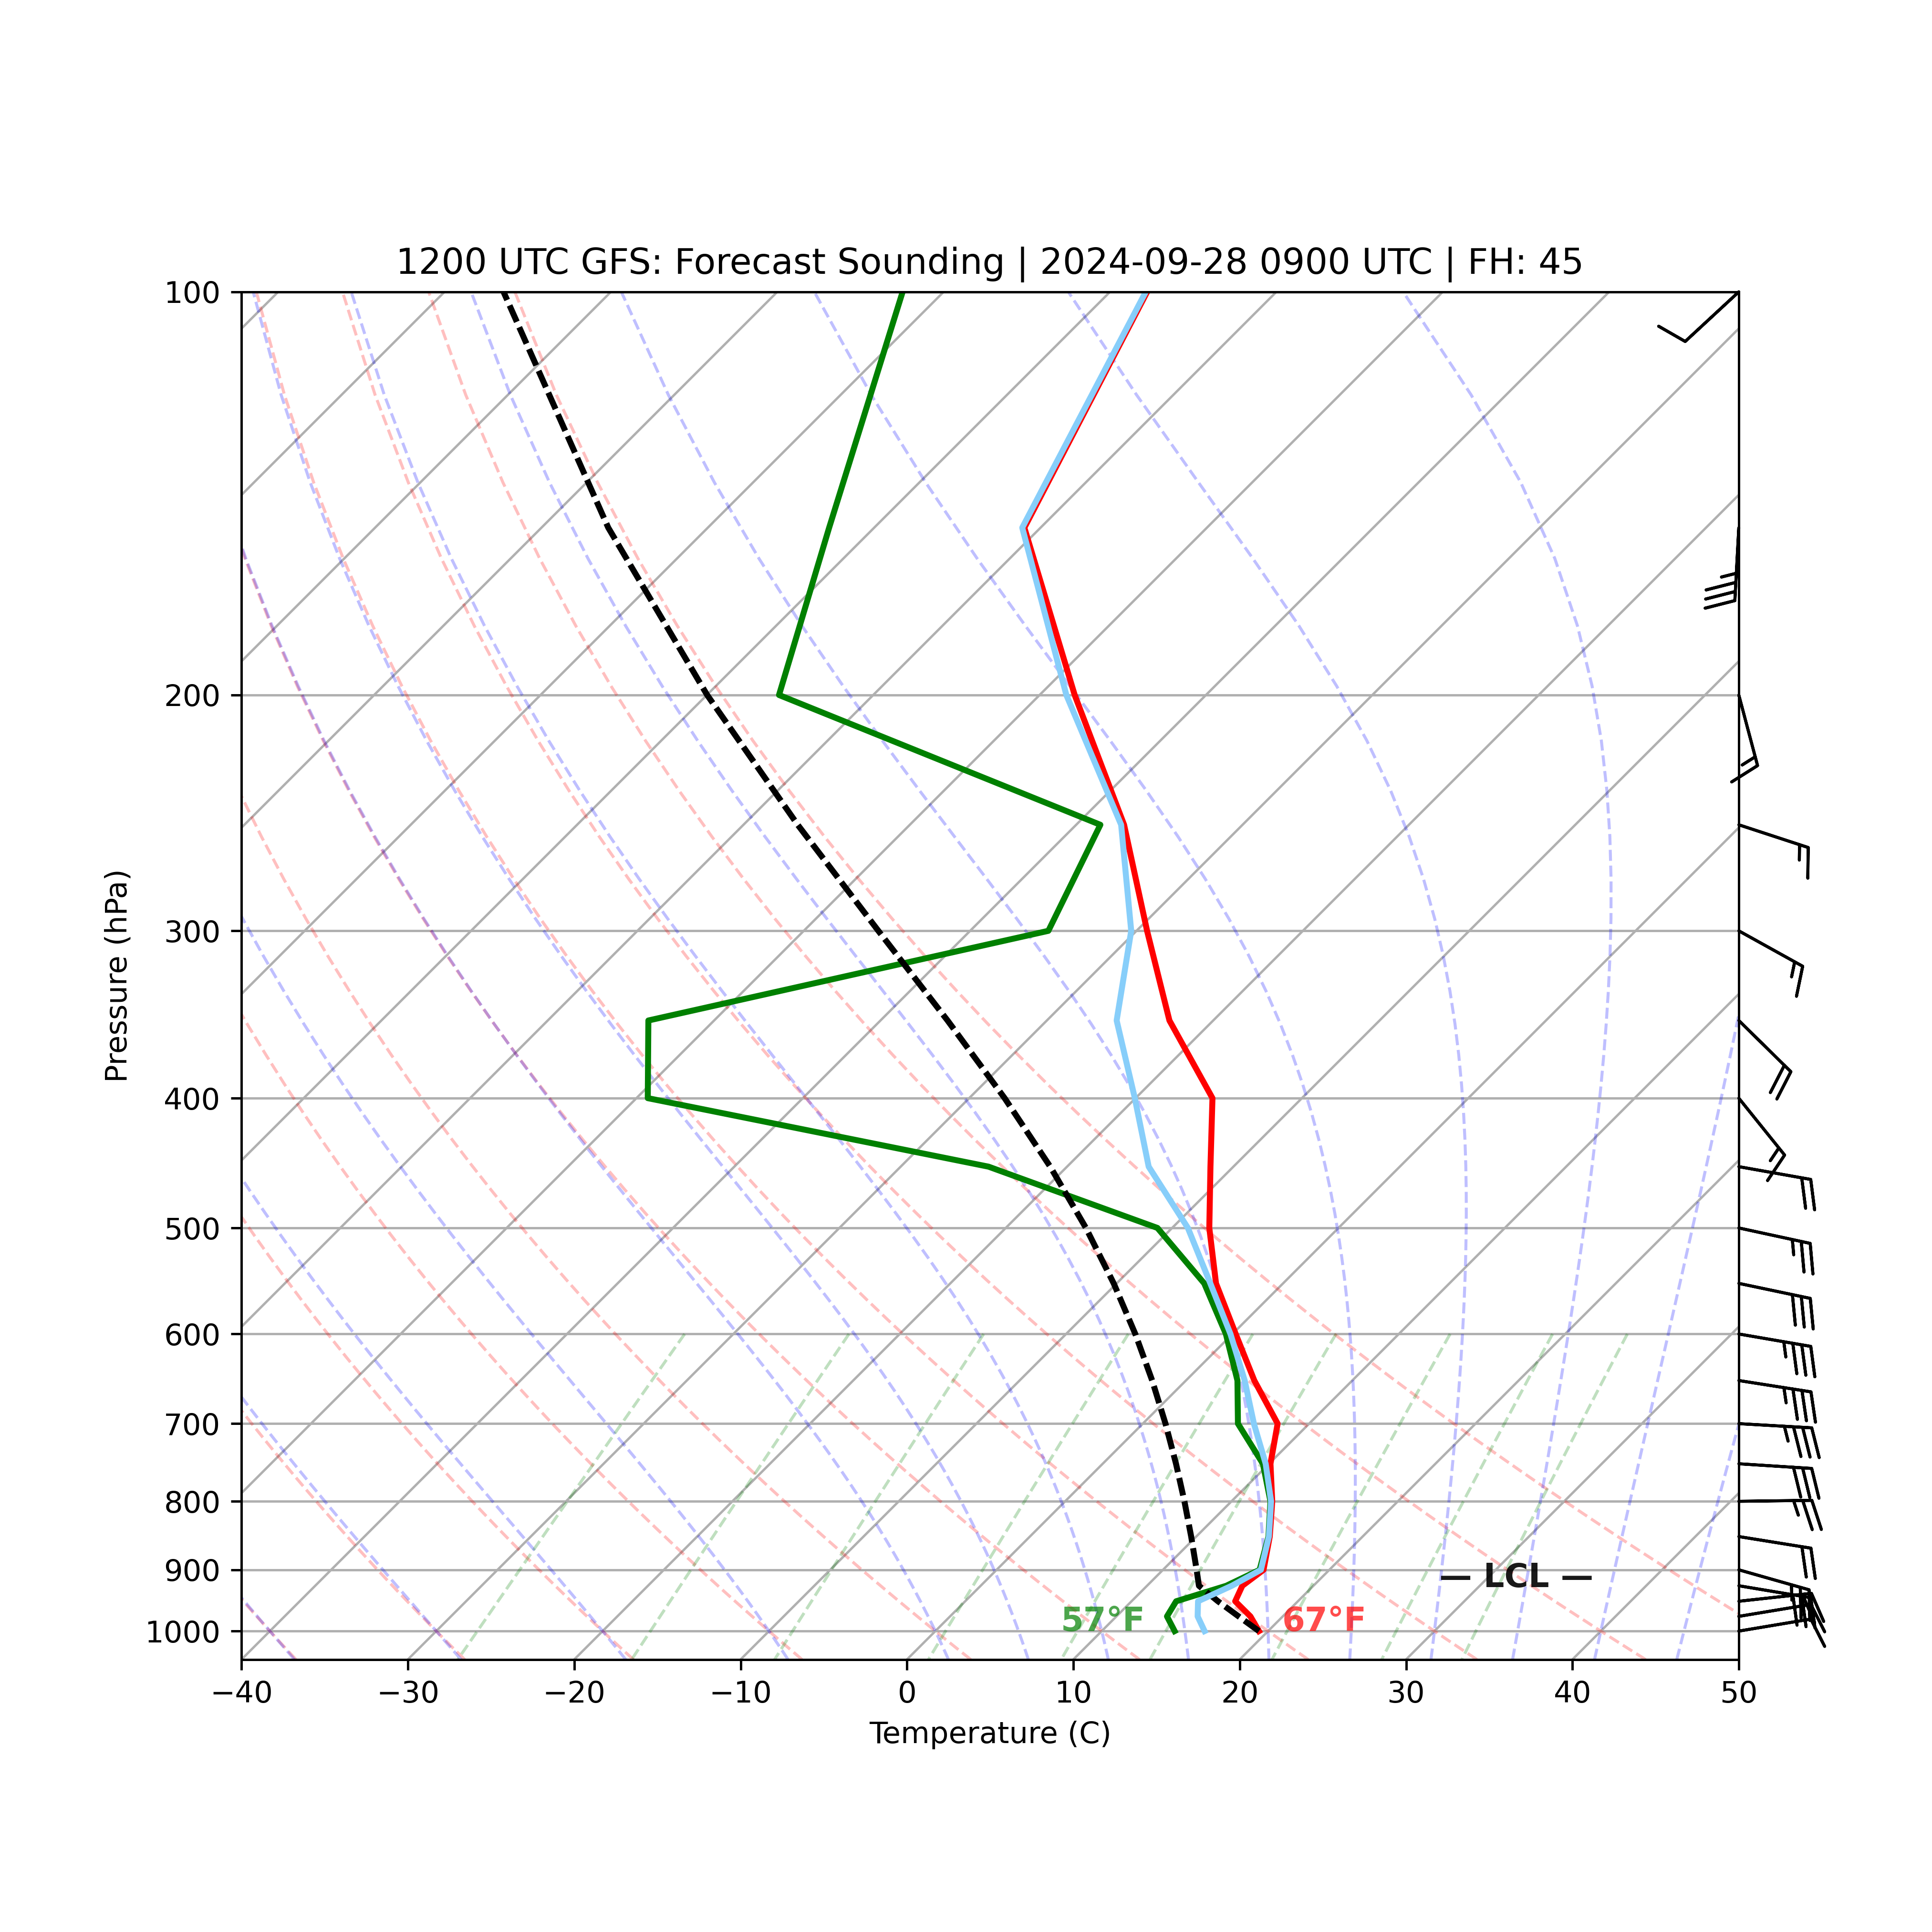 1200 UTC GFS: Forecast Sounding | 2024-09-28 0900 UTC | FH: 45
100
200
300
400
500
600
700
800
900
1000
Pressure (hPa)
— LCL —
57°F
67°F
−40 −30 −20 −10 0 10 20 30 40 50
Temperature (C)